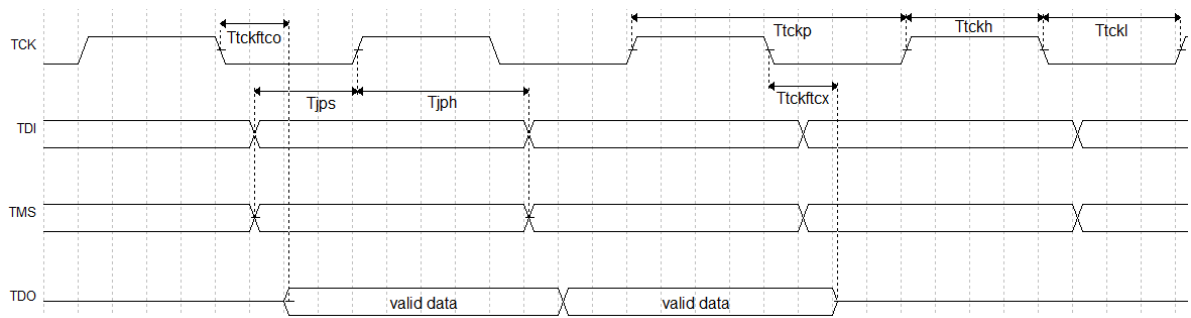 TCK
Ttckftco
Ttckp
Ttckh
Ttckl
Tjps
Tjph
Ttckftcx
TDI
TMS
TDO
valid data
valid data